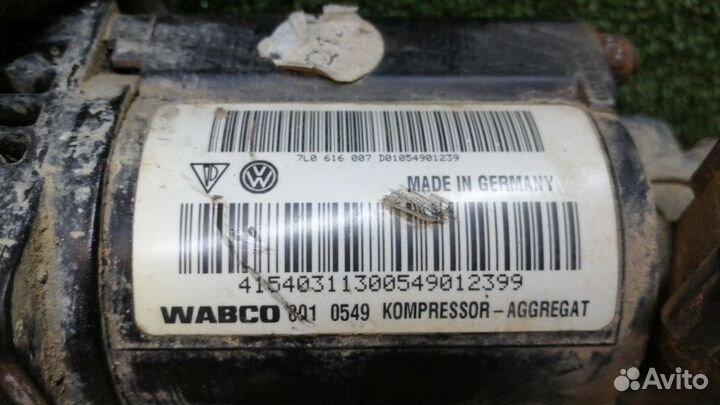 7L0 616 007 D01054901239
MADE IN GERMANY
41540311300549012399
WABCO 0549 KOMPRESSOR-AGGREGAT
Avito